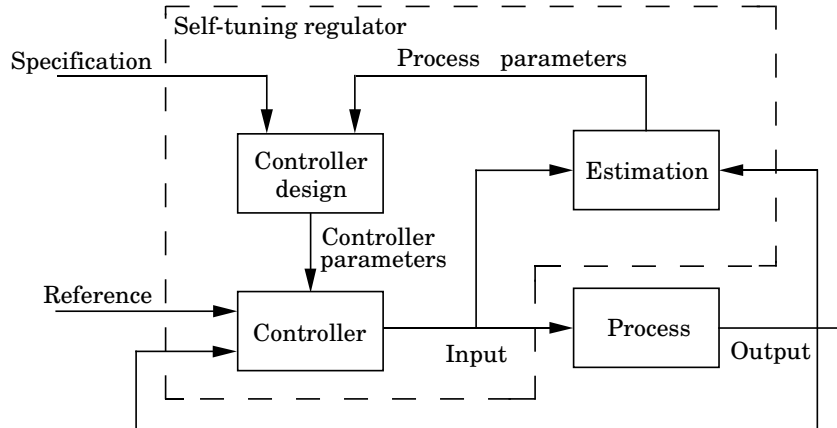 Self-tuning regulator
Specification
Process parameters
Controller
design
Estimation
Controller
parameters
Reference
Controller
Process
Input
Output